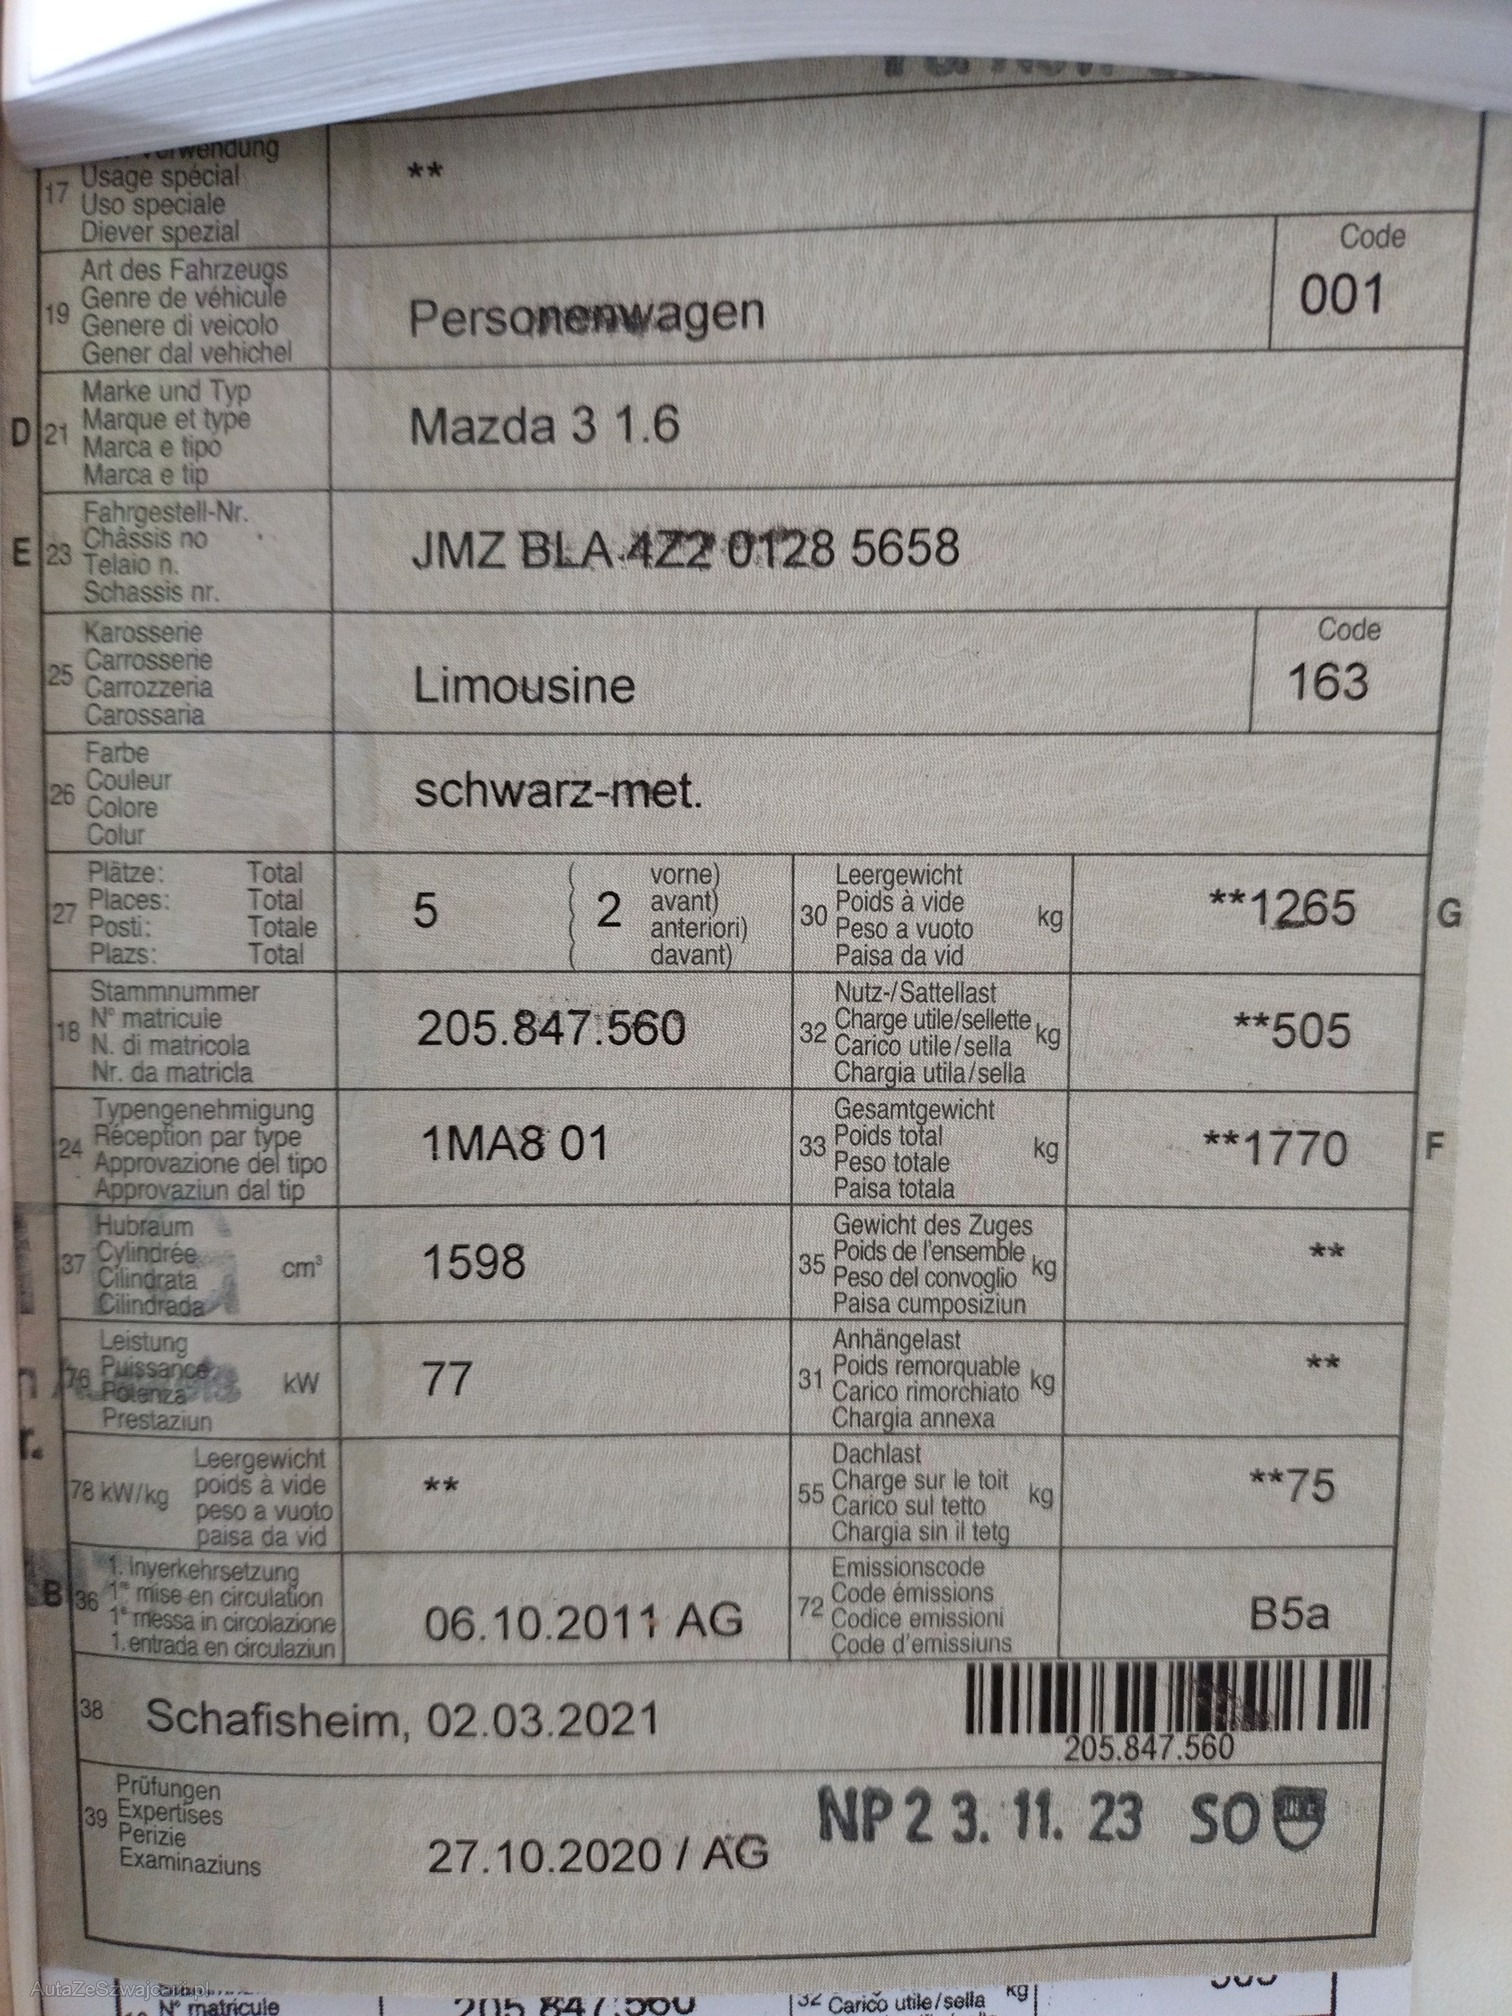 Verwendung
17 Usage spécial
Uso speciale
Diever spezial
**
Art des Fahrzeugs
19 Genre de véhicule
Genere di veicolo
Gener dal vehichel
Personenwagen
Code
001
Marke und Typ
D 21 Marque et type
Marca e tipo
Marca e tip
Mazda 3 1.6
Fahrgestell-Nr.
E 23 Châssis no
Telaio n.
Schassis nr.
JMZ BLA 4Z2 0128 5658
Karosserie
25 Carrosserie
Carrozzeria
Carossaria
Limousine
Code
163
Farbe
26 Couleur
Colore
Colur
schwarz-met.
Plätze: Total
27 Places: Total
Posti: Totale
Plazs: Total
5 ( 2 vorne)
avant)
anteriori)
davant)
Leergewicht
30 Poids à vide kg
Peso a vuoto
Paisa da vid
**1265 G
Stammnummer
18 N° matricule
N. di matricola
Nr. da matricla
205.847.560
Nutz-/Sattellast
32 Charge utile/sellette kg
Carico utile/sella
Chargia utila/sella
**505
Typengenehmigung
24 Réception par type
Approvazione del tipo
Approvaziun dal tip
1MA8 01
Gesamtgewicht
33 Poids total kg
Peso totale
Paisa totala
**1770 F
Hubraum
37 Cylindrée cm³
Cilindrata
Cilindrada
1598
Gewicht des Zuges
35 Poids de l'ensemble kg
Peso del convoglio
Paisa cumposiziun
**
Leistung
76 Puissance kW
Potenza
Prestaziun
77
Anhängelast
31 Poids remorquable kg
Carico rimorchiato
Chargia annexa
**
Leergewicht
78 kW/kg poids à vide
peso a vuoto
paisa da vid
**
Dachlast
55 Charge sur le toit kg
Carico sul tetto
Chargia sin il tetg
**75
1. Inverkehrsetzung
B 36 1re mise en circulation
1a messa in circolazione
1. entrada en circulaziun
06.10.2011 AG
Emissionscode
72 Code émissions
Codice emissioni
Code d'emissiuns
B5a
38 Schafisheim, 02.03.2021
205.847.560
Prüfungen
39 Expertises
Perizie
Examinaziuns
27.10.2020 / AG
NP 23. 11. 23 SO
AutaZeSzwajcarii.pl
N° matricule
205.847.560
32 Carico utile/sella kg
505